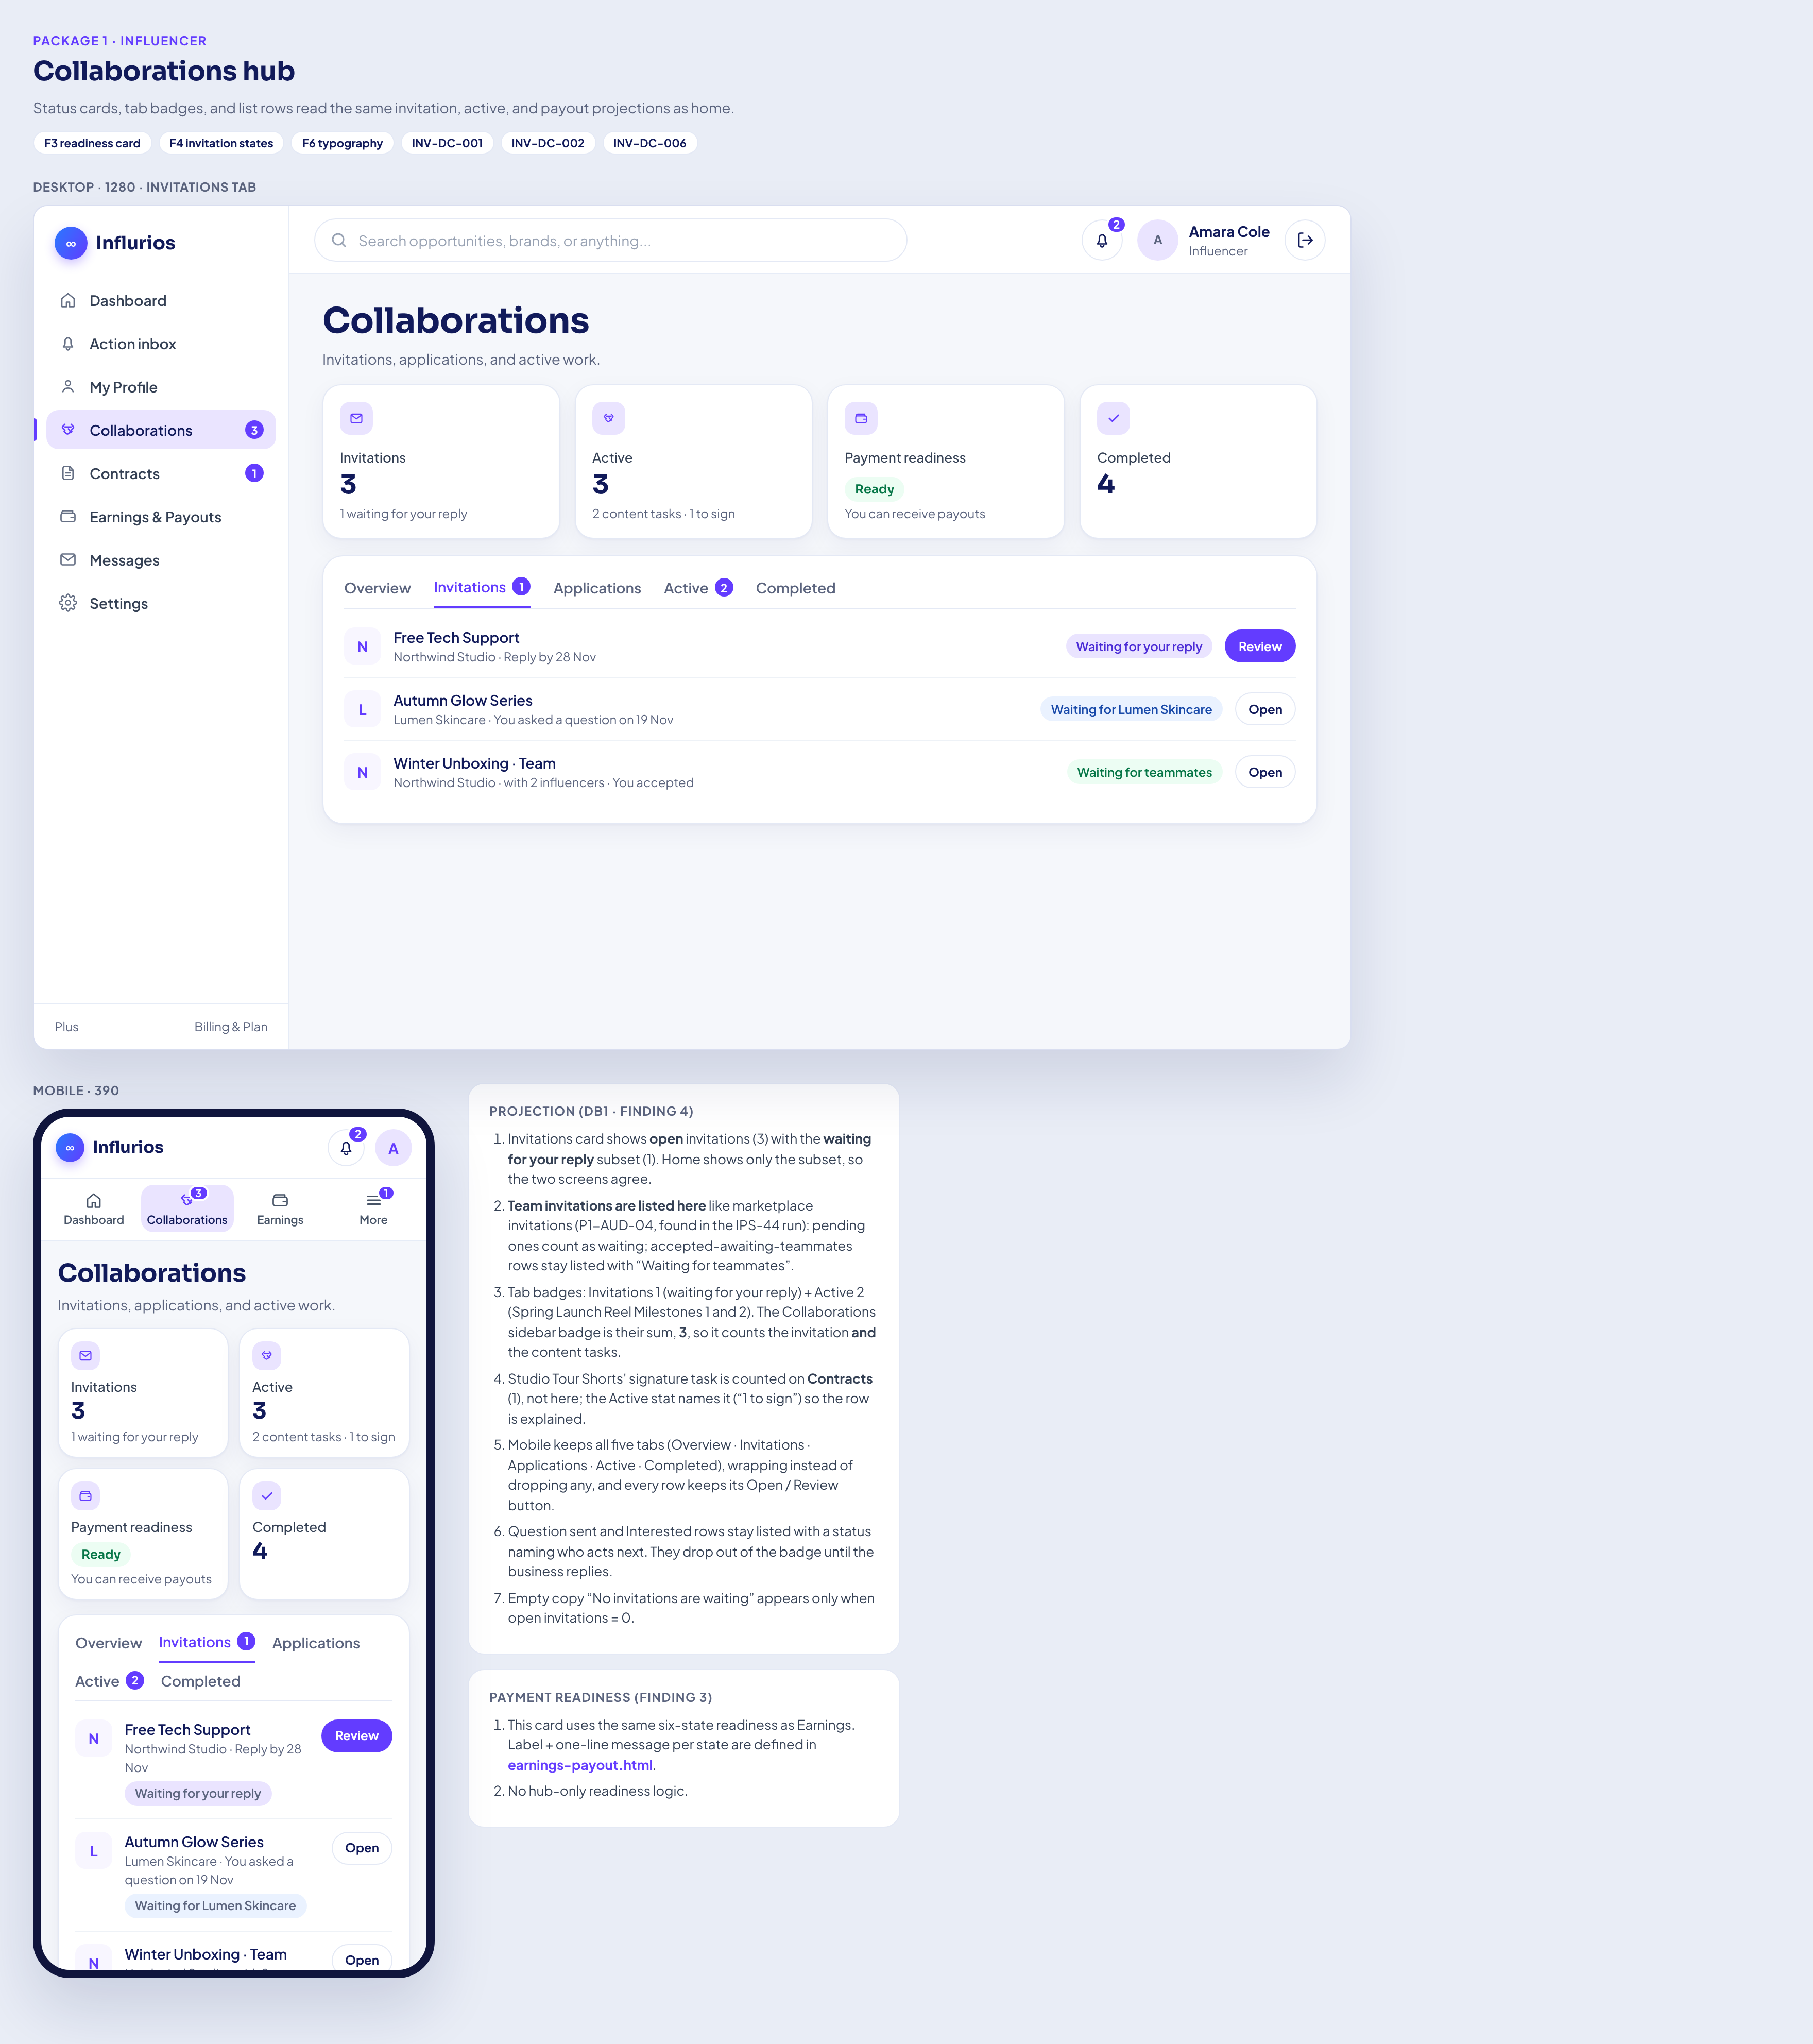 PACKAGE 1 · INFLUENCER
Collaborations hub
Status cards, tab badges, and list rows read the same invitation, active, and payout projections as home.
F3 readiness card
F4 invitation states
F6 typography
INV-DC-001
INV-DC-002
INV-DC-006
DESKTOP · 1280 · INVITATIONS TAB
∞ Influrios
Search opportunities, brands, or anything...
2
A
Amara Cole
Influencer
Dashboard
Action inbox
My Profile
Collaborations 3
Contracts 1
Earnings & Payouts
Messages
Settings
Plus
Billing & Plan
Collaborations
Invitations, applications, and active work.
Invitations
3
1 waiting for your reply
Active
3
2 content tasks · 1 to sign
Payment readiness
Ready
You can receive payouts
Completed
4
Overview
Invitations 1
Applications
Active 2
Completed
N
Free Tech Support
Northwind Studio · Reply by 28 Nov
Waiting for your reply
Review
L
Autumn Glow Series
Lumen Skincare · You asked a question on 19 Nov
Waiting for Lumen Skincare
Open
N
Winter Unboxing · Team
Northwind Studio · with 2 influencers · You accepted
Waiting for teammates
Open
MOBILE · 390
∞ Influrios
2
A
Dashboard
3
Collaborations
Earnings
1
More
Collaborations
Invitations, applications, and active work.
Invitations
3
1 waiting for your reply
Active
3
2 content tasks · 1 to sign
Payment readiness
Ready
You can receive payouts
Completed
4
Overview
Invitations 1
Applications
Active 2
Completed
N
Free Tech Support
Northwind Studio · Reply by 28
Nov
Waiting for your reply
Review
L
Autumn Glow Series
Lumen Skincare · You asked a
question on 19 Nov
Waiting for Lumen Skincare
Open
N
Winter Unboxing · Team
Open
PROJECTION (DB1 · FINDING 4)
1. Invitations card shows open invitations (3) with the waiting
for your reply subset (1). Home shows only the subset, so
the two screens agree.
2. Team invitations are listed here like marketplace
invitations (P1-AUD-04, found in the IPS-44 run): pending
ones count as waiting; accepted-awaiting-teammates
rows stay listed with “Waiting for teammates”.
3. Tab badges: Invitations 1 (waiting for your reply) + Active 2
(Spring Launch Reel Milestones 1 and 2). The Collaborations
sidebar badge is their sum, 3, so it counts the invitation and
the content tasks.
4. Studio Tour Shorts' signature task is counted on Contracts
(1), not here; the Active stat names it (“1 to sign”) so the row
is explained.
5. Mobile keeps all five tabs (Overview · Invitations ·
Applications · Active · Completed), wrapping instead of
dropping any, and every row keeps its Open / Review
button.
6. Question sent and Interested rows stay listed with a status
naming who acts next. They drop out of the badge until the
business replies.
7. Empty copy “No invitations are waiting” appears only when
open invitations = 0.
PAYMENT READINESS (FINDING 3)
1. This card uses the same six-state readiness as Earnings.
Label + one-line message per state are defined in
earnings-payout.html.
2. No hub-only readiness logic.